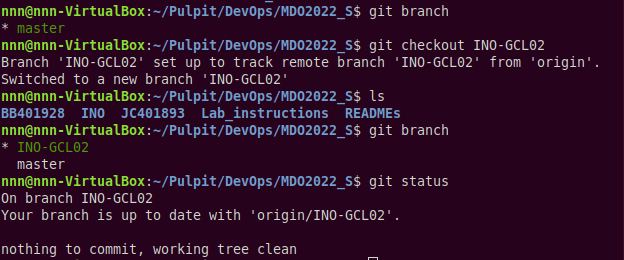 nnn@nnn-VirtualBox:~/Pulpit/DevOps/MDO2022_S$ git branch
* master
nnn@nnn-VirtualBox:~/Pulpit/DevOps/MDO2022_S$ git checkout INO-GCL02
Branch 'INO-GCL02' set up to track remote branch 'INO-GCL02' from 'origin'.
Switched to a new branch 'INO-GCL02'
nnn@nnn-VirtualBox:~/Pulpit/DevOps/MDO2022_S$ ls
BB401928  INO  JC401893  Lab_instructions  READMEs
nnn@nnn-VirtualBox:~/Pulpit/DevOps/MDO2022_S$ git branch
* INO-GCL02
  master
nnn@nnn-VirtualBox:~/Pulpit/DevOps/MDO2022_S$ git status
On branch INO-GCL02
Your branch is up to date with 'origin/INO-GCL02'.

nothing to commit, working tree clean